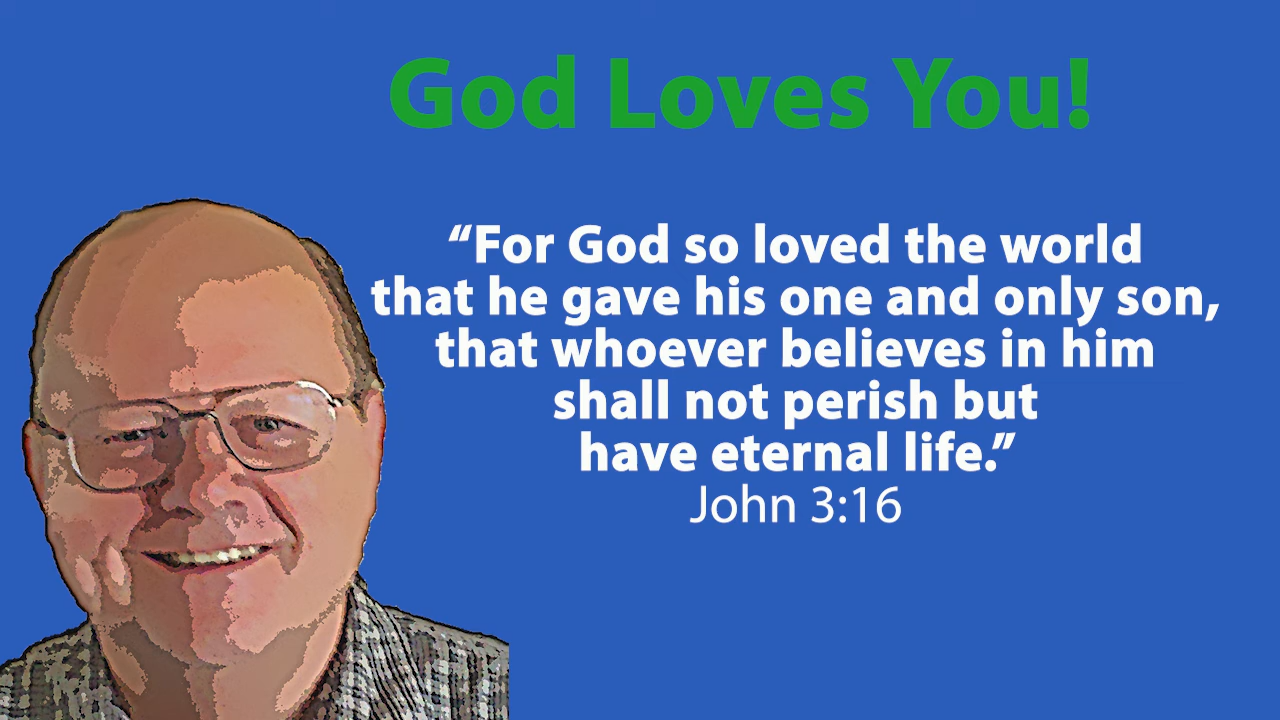 God Loves You!
“For God so loved the world
that he gave his one and only son,
that whoever believes in him
shall not perish but
have eternal life.”
John 3:16